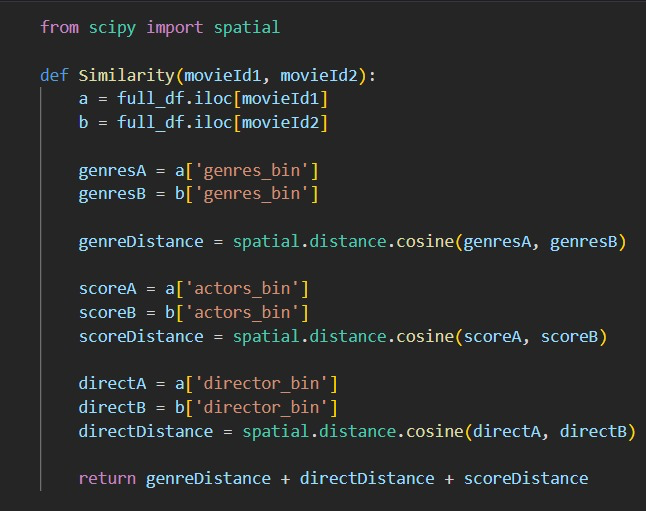 from scipy import spatial
def Similarity(movieId1, movieId2):
    a = full_df.iloc[movieId1]
    b = full_df.iloc[movieId2]
    genresA = a['genres_bin']
    genresB = b['genres_bin']
    genreDistance = spatial.distance.cosine(genresA, genresB)
    scoreA = a['actors_bin']
    scoreB = b['actors_bin']
    scoreDistance = spatial.distance.cosine(scoreA, scoreB)
    directA = a['director_bin']
    directB = b['director_bin']
    directDistance = spatial.distance.cosine(directA, directB)
    return genreDistance + directDistance + scoreDistance